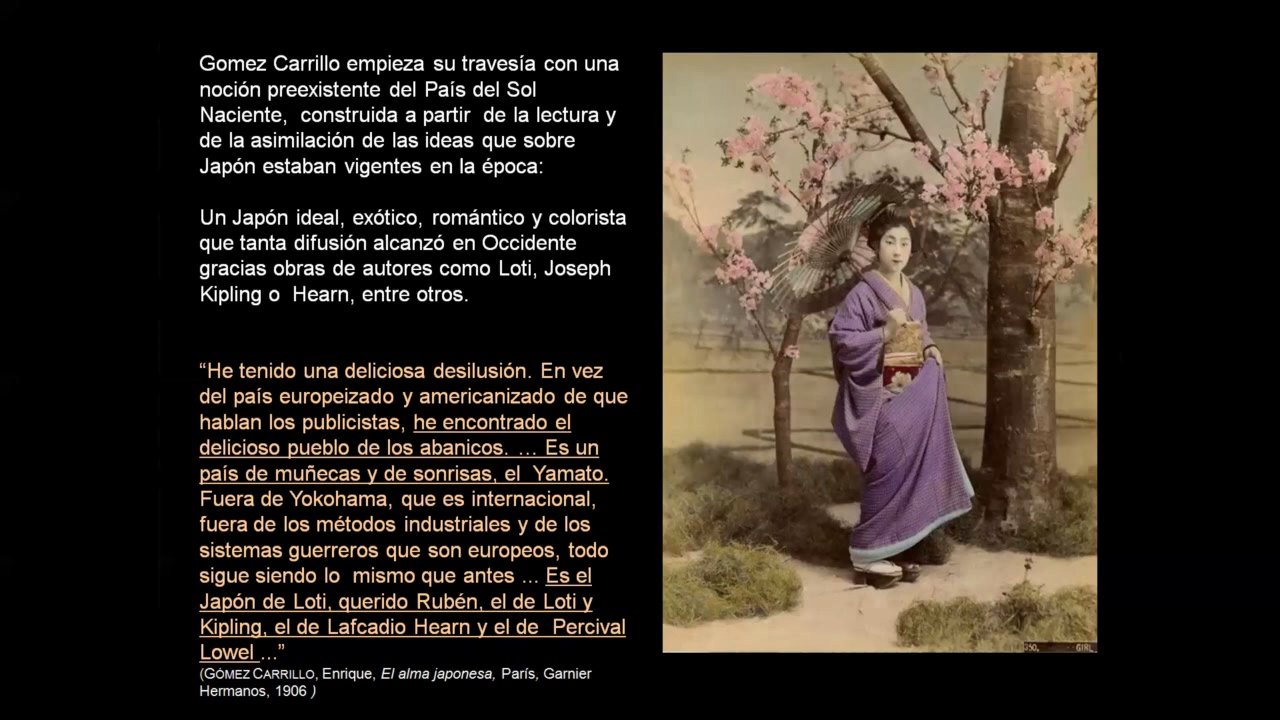 Gomez Carrillo empieza su travesía con una
noción preexistente del País del Sol
Naciente, construida a partir de la lectura y
de la asimilación de las ideas que sobre
Japón estaban vigentes en la época:
Un Japón ideal, exótico, romántico y colorista
que tanta difusión alcanzó en Occidente
gracias obras de autores como Loti, Joseph
Kipling o Hearn, entre otros.
“He tenido una deliciosa desilusión. En vez
del país europeizado y americanizado de que
hablan los publicistas, he encontrado el
delicioso pueblo de los abanicos. … Es un
país de muñecas y de sonrisas, el Yamato.
Fuera de Yokohama, que es internacional,
fuera de los métodos industriales y de los
sistemas guerreros que son europeos, todo
sigue siendo lo mismo que antes ... Es el
Japón de Loti, querido Rubén, el de Loti y
Kipling, el de Lafcadio Hearn y el de Percival
Lowel ...”
(GÓMEZ CARRILLO, Enrique, El alma japonesa, París, Garnier
Hermanos, 1906 )
GIRL